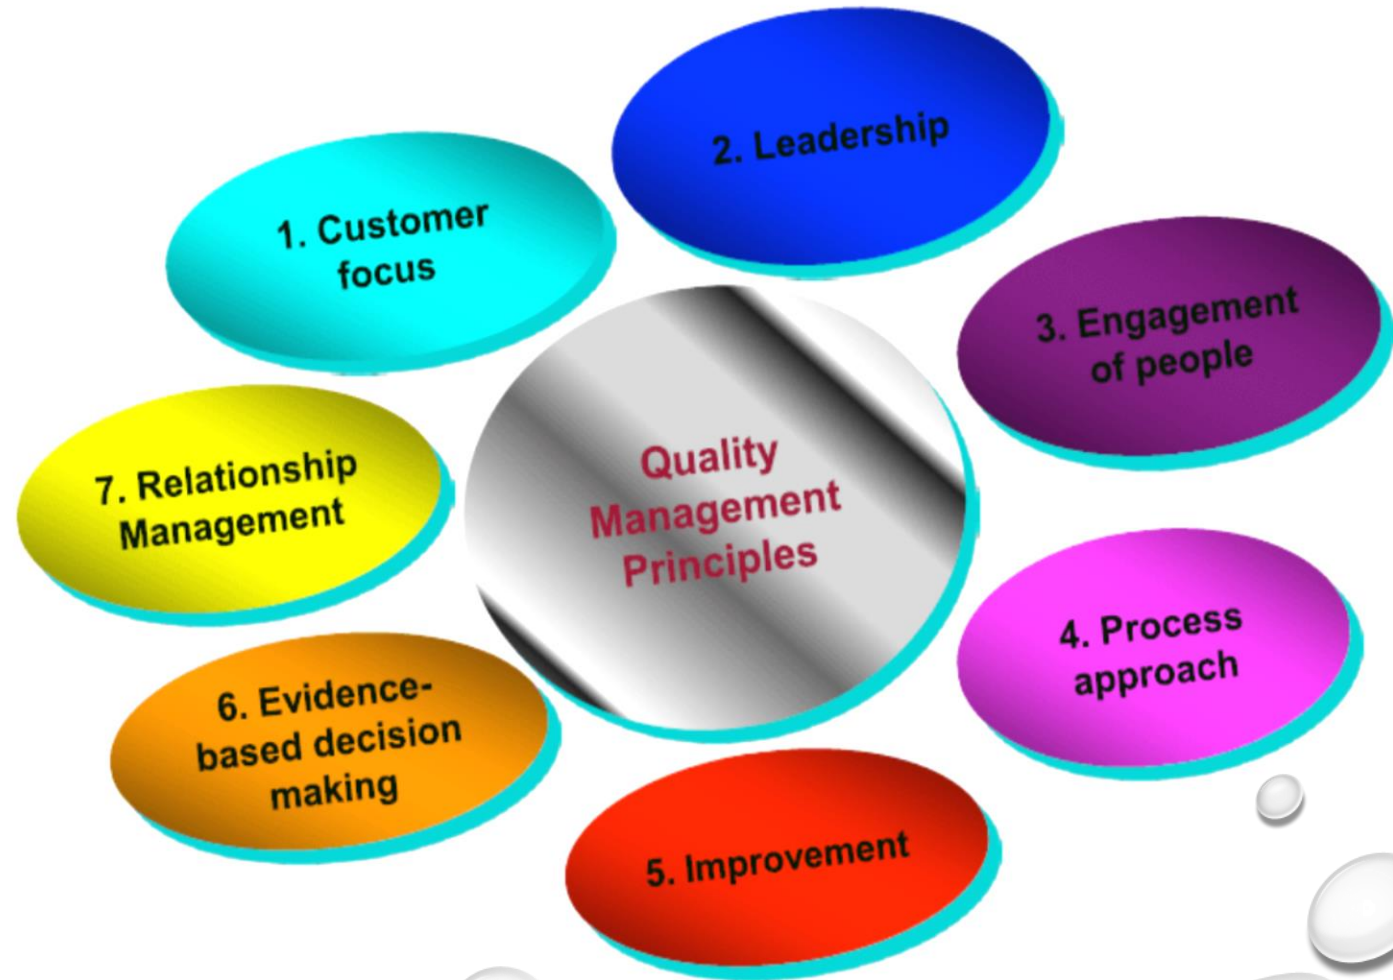 1. Customer
focus
2. Leadership
3. Engagement
of people
4. Process
approach
5. Improvement
6. Evidence-
based decision
making
7. Relationship
Management
Quality
Management
Principles